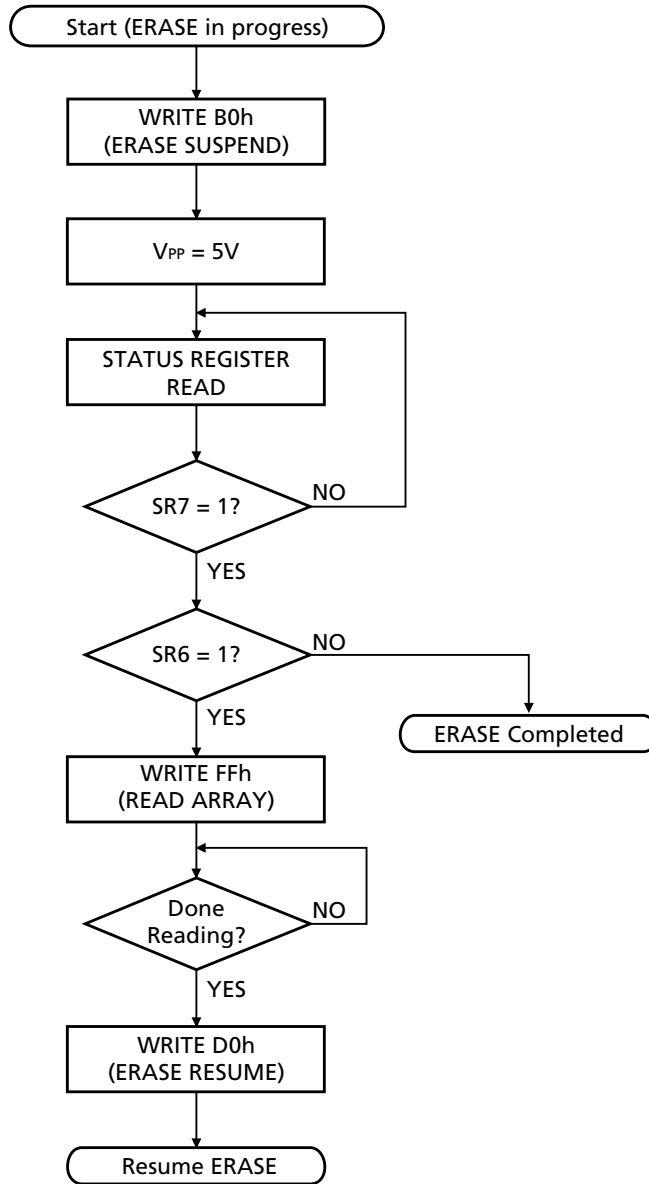 Start (ERASE in progress)
WRITE B0h
(ERASE SUSPEND)
VPP = 5V
STATUS REGISTER
READ
SR7 = 1?
NO
YES
SR6 = 1?
NO
YES
ERASE Completed
WRITE FFh
(READ ARRAY)
Done
Reading?
NO
YES
WRITE D0h
(ERASE RESUME)
Resume ERASE